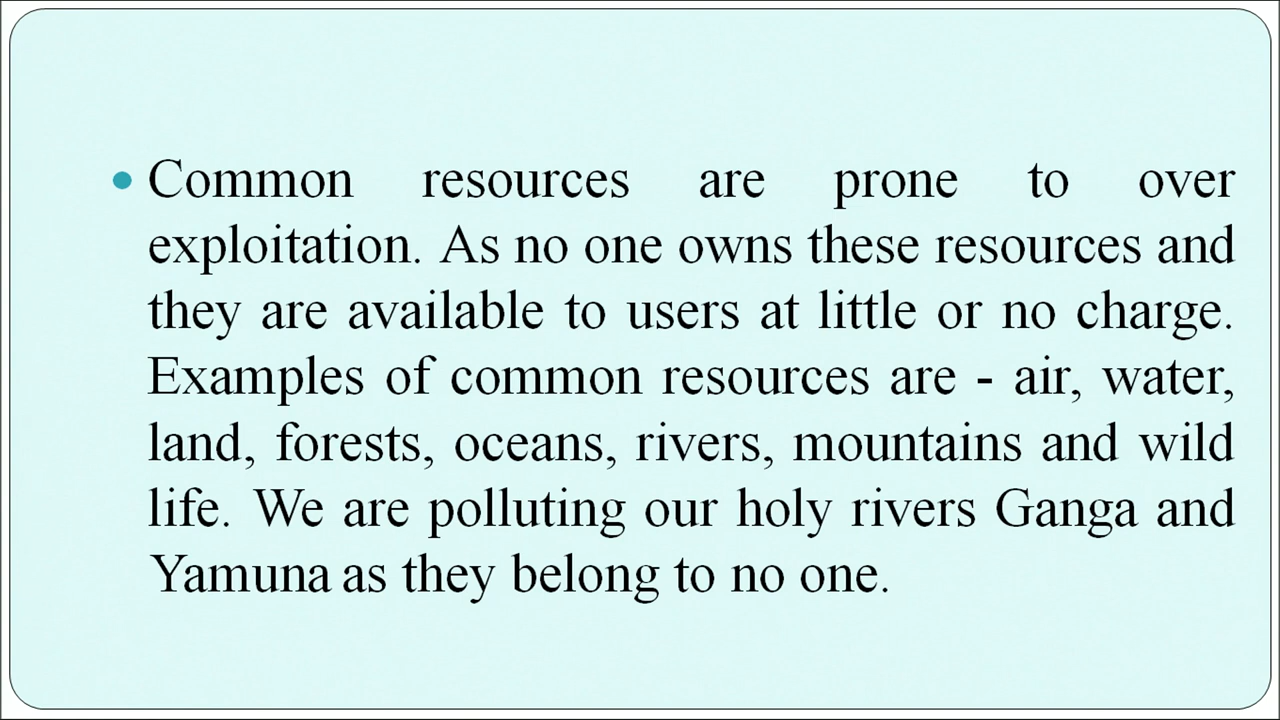 Common resources are prone to over
exploitation. As no one owns these resources and
they are available to users at little or no charge.
Examples of common resources are - air, water,
land, forests, oceans, rivers, mountains and wild
life. We are polluting our holy rivers Ganga and
Yamuna as they belong to no one.